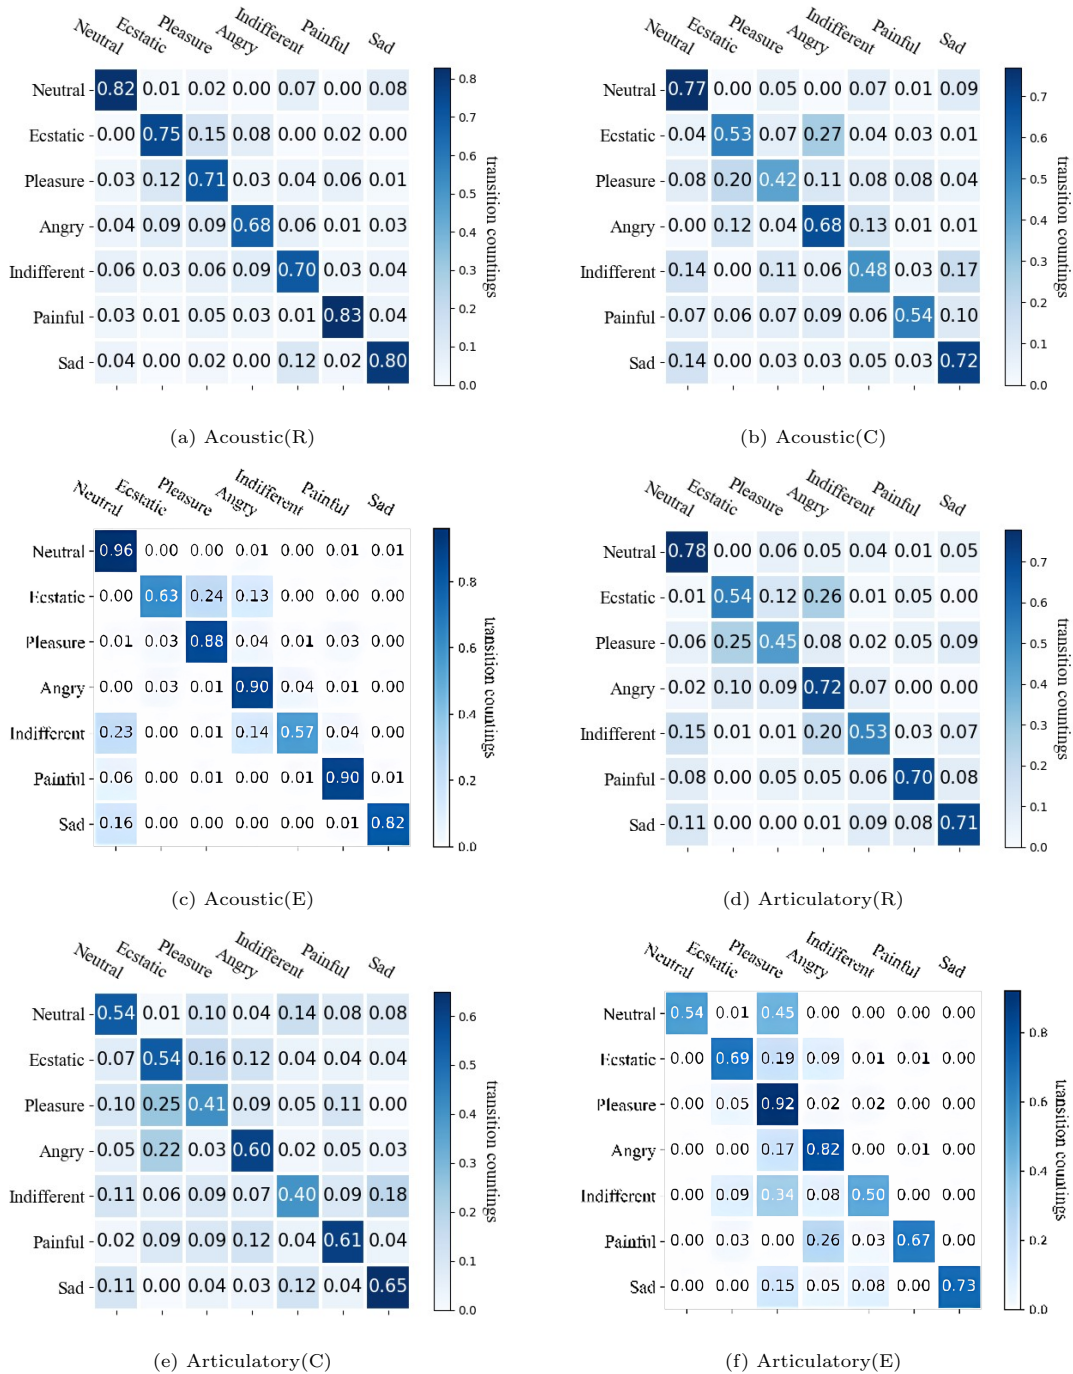 Neutral Ecstatic Pleasure Angry Indifferent Painful Sad
Neutral 0.82 0.01 0.02 0.00 0.07 0.00 0.08
Ecstatic 0.00 0.75 0.15 0.08 0.00 0.02 0.00
Pleasure 0.03 0.12 0.71 0.03 0.04 0.06 0.01
Angry 0.04 0.09 0.09 0.68 0.06 0.01 0.03
Indifferent 0.06 0.03 0.06 0.09 0.70 0.03 0.04
Painful 0.03 0.01 0.05 0.03 0.01 0.83 0.04
Sad 0.04 0.00 0.02 0.00 0.12 0.02 0.80
0.8
0.7
0.6
0.5
0.4
0.3
0.2
0.1
0.0
transition countings
(a) Acoustic(R)
Neutral Ecstatic Pleasure Angry Indifferent Painful Sad
Neutral 0.77 0.00 0.05 0.00 0.07 0.01 0.09
Ecstatic 0.04 0.53 0.07 0.27 0.04 0.03 0.01
Pleasure 0.08 0.20 0.42 0.11 0.08 0.08 0.04
Angry 0.00 0.12 0.04 0.68 0.13 0.01 0.01
Indifferent 0.14 0.00 0.11 0.06 0.48 0.03 0.17
Painful 0.07 0.06 0.07 0.09 0.06 0.54 0.10
Sad 0.14 0.00 0.03 0.03 0.05 0.03 0.72
0.7
0.6
0.5
0.4
0.3
0.2
0.1
0.0
transition countings
(b) Acoustic(C)
Neutral Ecstatic Pleasure Angry Indifferent Painful Sad
Neutral 0.96 0.00 0.00 0.01 0.00 0.01 0.01
Ecstatic 0.00 0.63 0.24 0.13 0.00 0.00 0.00
Pleasure 0.01 0.03 0.88 0.04 0.01 0.03 0.00
Angry 0.00 0.03 0.01 0.90 0.04 0.01 0.00
Indifferent 0.23 0.00 0.01 0.14 0.57 0.04 0.00
Painful 0.06 0.00 0.01 0.00 0.01 0.90 0.01
Sad 0.16 0.00 0.00 0.00 0.00 0.01 0.82
0.8
0.6
0.4
0.2
0.0
transition countings
(c) Acoustic(E)
Neutral Ecstatic Pleasure Angry Indifferent Painful Sad
Neutral 0.78 0.00 0.06 0.05 0.04 0.01 0.05
Ecstatic 0.01 0.54 0.12 0.26 0.01 0.05 0.00
Pleasure 0.06 0.25 0.45 0.08 0.02 0.05 0.09
Angry 0.02 0.10 0.09 0.72 0.07 0.00 0.00
Indifferent 0.15 0.01 0.01 0.20 0.53 0.03 0.07
Painful 0.08 0.00 0.05 0.05 0.06 0.70 0.08
Sad 0.11 0.00 0.00 0.01 0.09 0.08 0.71
0.7
0.6
0.5
0.4
0.3
0.2
0.1
0.0
transition countings
(d) Articulatory(R)
Neutral Ecstatic Pleasure Angry Indifferent Painful Sad
Neutral 0.54 0.01 0.10 0.04 0.14 0.08 0.08
Ecstatic 0.07 0.54 0.16 0.12 0.04 0.04 0.04
Pleasure 0.10 0.25 0.41 0.09 0.05 0.11 0.00
Angry 0.05 0.22 0.03 0.60 0.02 0.05 0.03
Indifferent 0.11 0.06 0.09 0.07 0.40 0.09 0.18
Painful 0.02 0.09 0.09 0.12 0.04 0.61 0.04
Sad 0.11 0.00 0.04 0.03 0.12 0.04 0.65
0.6
0.5
0.4
0.3
0.2
0.1
0.0
transition countings
(e) Articulatory(C)
Neutral Ecstatic Pleasure Angry Indifferent Painful Sad
Neutral 0.54 0.01 0.45 0.00 0.00 0.00 0.00
Ecstatic 0.00 0.69 0.19 0.09 0.01 0.01 0.00
Pleasure 0.00 0.05 0.92 0.02 0.02 0.00 0.00
Angry 0.00 0.00 0.17 0.82 0.00 0.01 0.00
Indifferent 0.00 0.09 0.34 0.08 0.50 0.00 0.00
Painful 0.00 0.03 0.00 0.26 0.03 0.67 0.00
Sad 0.00 0.00 0.15 0.05 0.08 0.00 0.73
0.8
0.6
0.4
0.2
0.0
transition countings
(f) Articulatory(E)